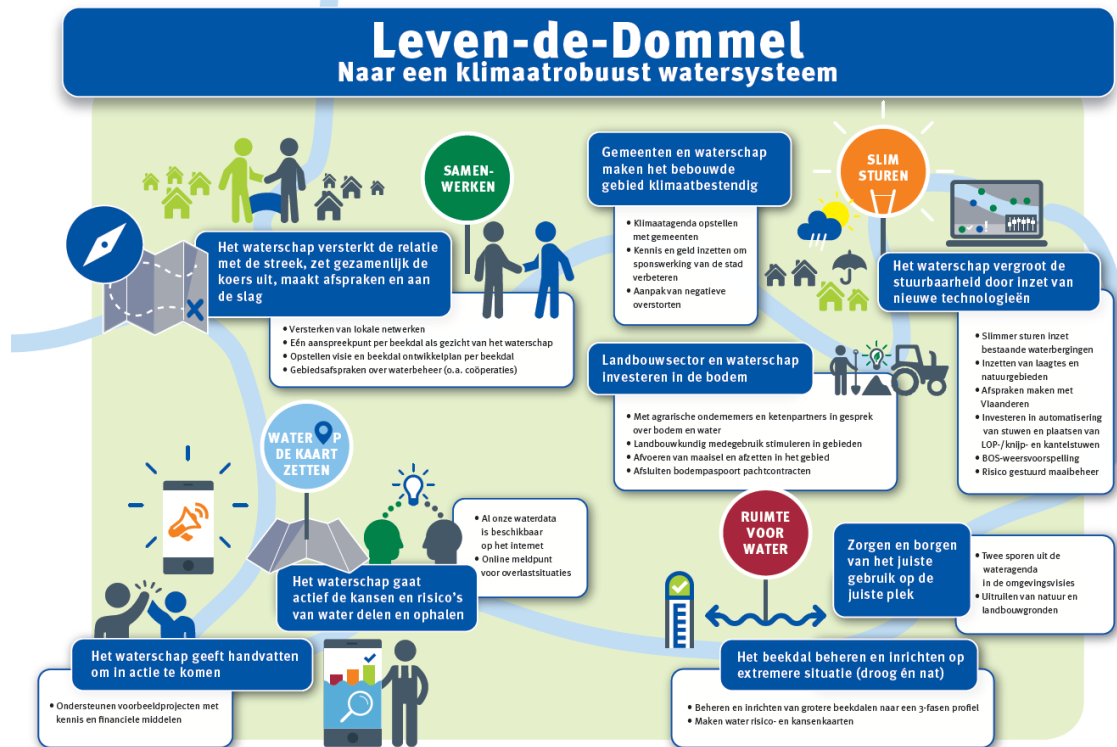 Leven-de-Dommel
Naar een klimaatrobuust watersysteem
SAMEN-
WERKEN
Het waterschap versterkt de relatie
met de streek, zet gezamenlijk de
koers uit, maakt afspraken en aan
de slag
• Versterken van lokale netwerken
• Eén aanspreekpunt per beekdal als gezicht van het waterschap
• Opstellen visie en beekdal ontwikkelplan per beekdal
• Gebiedsafspraken over waterbeheer (o.a. coöperaties)
Gemeenten en waterschap
maken het bebouwde
gebied klimaatbestendig
• Klimaatagenda opstellen
met gemeenten
• Kennis en geld inzetten om
sponswerking van de stad
verbeteren
• Aanpak van negatieve
overstorten
Landbouwsector en waterschap
investeren in de bodem
• Met agrarische ondernemers en ketenpartners in gesprek
over bodem en water
• Landbouwkundig medegebruik stimuleren in gebieden
• Afvoeren van maaisel en afzetten in het gebied
• Afsluiten bodempaspoort pachtcontracten
SLIM
STUREN
Het waterschap vergroot de
stuurbaarheid door inzet van
nieuwe technologieën
• Slimmer sturen inzet
bestaande waterbergingen
• Inzetten van laagtes en
natuurgebieden
• Afspraken maken met
Vlaanderen
• Investeren in automatisering
van stuwen en plaatsen van
LOP-/knijp- en kantelstuwen
• BOS-weersvoorspelling
• Risico gestuurd maaibeheer
WATER OP
DE KAART
ZETTEN
Het waterschap gaat
actief de kansen en risico's
van water delen en ophalen
• Al onze waterdata
is beschikbaar
op het internet
• Online meldpunt
voor overlastsituaties
Het waterschap geeft handvatten
om in actie te komen
• Ondersteunen voorbeeldprojecten met
kennis en financiele middelen
RUIMTE
VOOR
WATER
Zorgen en borgen
van het juiste
gebruik op de
juiste plek
• Twee sporen uit de
wateragenda
in de omgevingsvisies
• Uitruilen van natuur en
landbouwgronden
Het beekdal beheren en inrichten op
extremere situatie (droog én nat)
• Beheren en inrichten van grotere beekdalen naar een 3-fasen profiel
• Maken water risico- en kansenkaarten